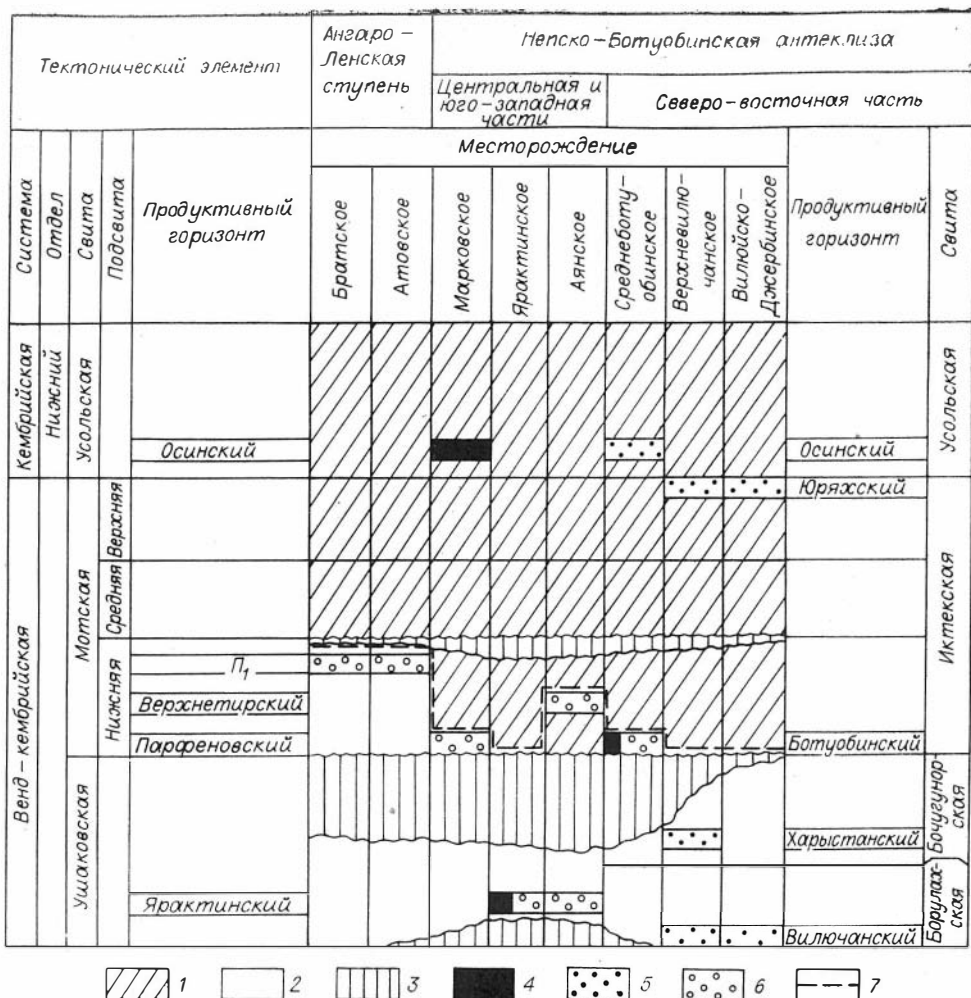 Тектонический элемент
Ангаро –
Ленская
ступень
Непско – Ботуобинская антеклиза
Центральная и
юго-западная
части
Северо-восточная часть
Месторождение
Система
Отдел
Свита
Подсвита
Продуктивный
горизонт
Братское
Атовское
Марковское
Ярактинское
Аянское
Среднеботу-
обинское
Верхневилю-
чанское
Вилюйско-
Джербинское
Продуктивный
горизонт
Свита
Кембрийская
Нижний
Усольская
Осинский
Осинский
Усольская
Юряхский
Венд – кембрийская
Мотская
Верхняя
Средняя
Нижняя
П1
Верхнетирский
Парфеновский
Ботуобинский
Иктехская
Ушаковская
Харыстанский
Бочугунор-
ская
Ярактинский
Вилючанский
Борулах-
ская
1 2 3 4 5 6 7